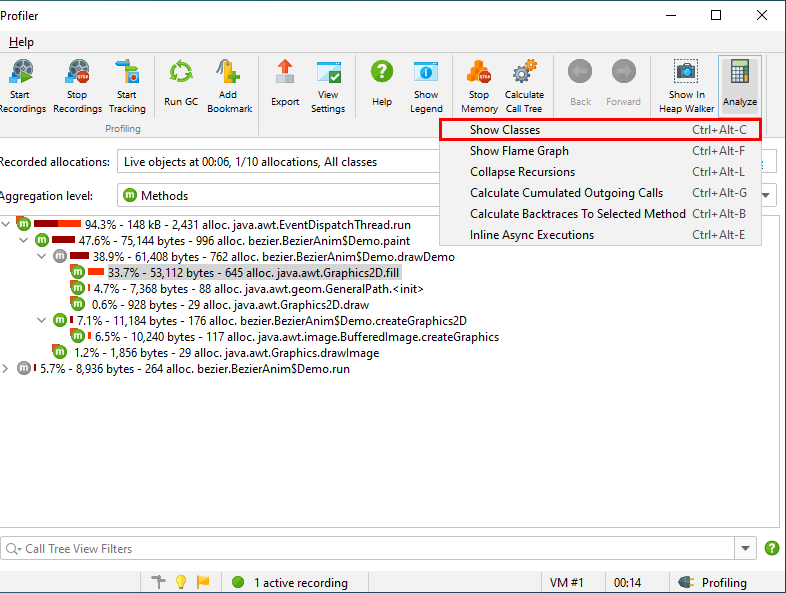 Profiler
Help
Start Recordings
Stop Recordings
Start Tracking
Run GC
Add Bookmark
Export
View Settings
Help
Show Legend
Stop Memory
Calculate Call Tree
Back
Forward
Show In Heap Walker
Analyze
Profiling
Show Classes Ctrl+Alt-C
Show Flame Graph Ctrl+Alt-F
Collapse Recursions Ctrl+Alt-L
Calculate Cumulated Outgoing Calls Ctrl+Alt-G
Calculate Backtraces To Selected Method Ctrl+Alt-B
Inline Async Executions Ctrl+Alt-E
Recorded allocations: Live objects at 00:06, 1/10 allocations, All classes
Aggregation level: m Methods
m 94.3% - 148 kB - 2,431 alloc. java.awt.EventDispatchThread.run
m 47.6% - 75,144 bytes - 996 alloc. bezier.BezierAnim$Demo.paint
m 38.9% - 61,408 bytes - 762 alloc. bezier.BezierAnim$Demo.drawDemo
m 33.7% - 53,112 bytes - 645 alloc. java.awt.Graphics2D.fill
m 4.7% - 7,368 bytes - 88 alloc. java.awt.geom.GeneralPath.<init>
m 0.6% - 928 bytes - 29 alloc. java.awt.Graphics2D.draw
m 7.1% - 11,184 bytes - 176 alloc. bezier.BezierAnim$Demo.createGraphics2D
m 6.5% - 10,240 bytes - 117 alloc. java.awt.image.BufferedImage.createGraphics
m 1.2% - 1,856 bytes - 29 alloc. java.awt.Graphics.drawImage
m 5.7% - 8,936 bytes - 264 alloc. bezier.BezierAnim$Demo.run
Call Tree View Filters
1 active recording
VM #1
00:14
Profiling